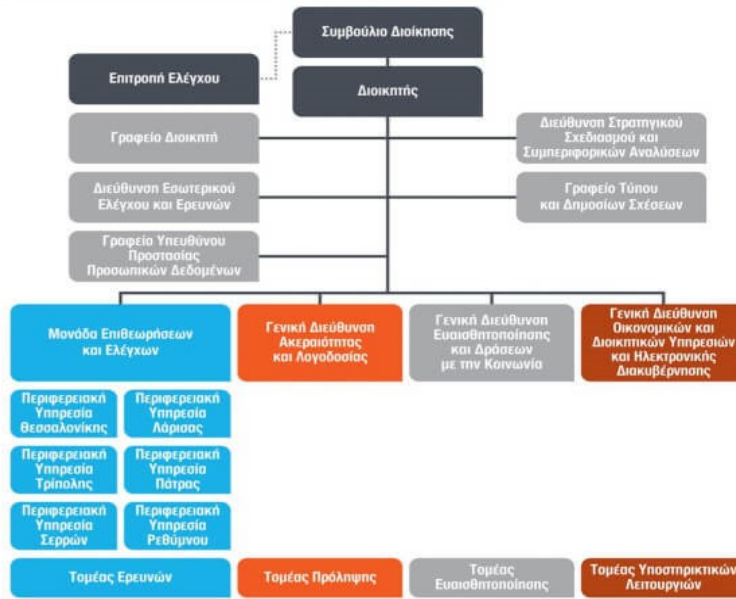 Συμβούλιο Διοίκησης
Επιτροπή Ελέγχου
Διοικητής
Γραφείο Διοικητή
Διεύθυνση Στρατηγικού
Σχεδιασμού και
Συμπεριφορικών Αναλύσεων
Διεύθυνση Εσωτερικού
Ελέγχου και Ερευνών
Γραφείο Τύπου
και Δημοσίων Σχέσεων
Γραφείο Υπευθύνου
Προστασίας
Προσωπικών Δεδομένων
Μονάδα Επιθεωρήσεων
και Ελέγχων
Γενική Διεύθυνση
Ακεραιότητας
και Λογοδοσίας
Γενική Διεύθυνση
Ευαισθητοποίησης
και Δράσεων
με την Κοινωνία
Γενική Διεύθυνση
Οικονομικών και
Διοικητικών Υπηρεσιών
και Ηλεκτρονικής
Διακυβέρνησης
Περιφερειακή
Υπηρεσία
Θεσσαλονίκης
Περιφερειακή
Υπηρεσία
Λάρισας
Περιφερειακή
Υπηρεσία
Τρίπολης
Περιφερειακή
Υπηρεσία
Πάτρας
Περιφερειακή
Υπηρεσία
Σερρών
Περιφερειακή
Υπηρεσία
Ρεθύμνου
Τομέας Ερευνών
Τομέας Πρόληψης
Τομέας
Ευαισθητοποίησης
Τομέας Υποστηρικτικών
Λειτουργιών